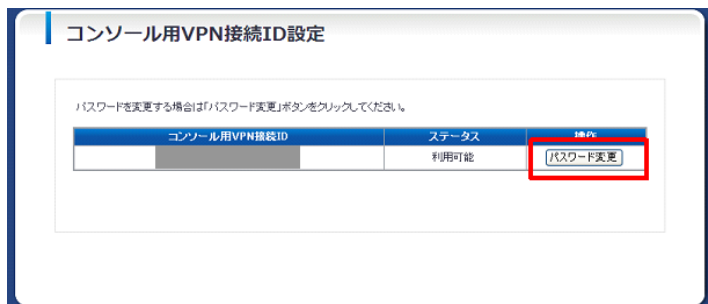 コンソール用VPN接続ID設定
パスワードを変更する場合は「パスワード変更」ボタンをクリックしてください。
コンソール用VPN接続ID ステータス 操作
利用可能 パスワード変更